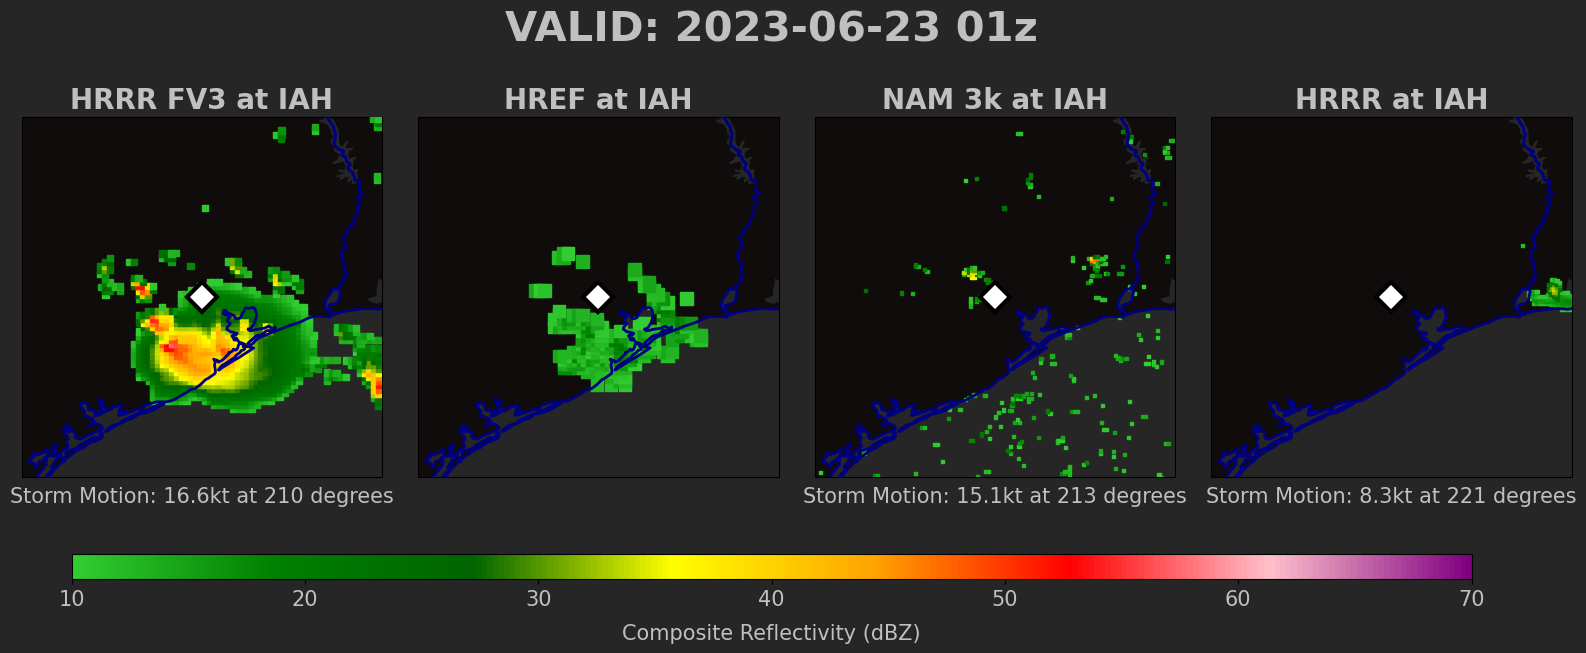 VALID: 2023-06-23 01z
HRRR FV3 at IAH
HREF at IAH
NAM 3k at IAH
HRRR at IAH
Storm Motion: 16.6kt at 210 degrees
Storm Motion: 15.1kt at 213 degrees
Storm Motion: 8.3kt at 221 degrees
10 20 30 40 50 60 70
Composite Reflectivity (dBZ)